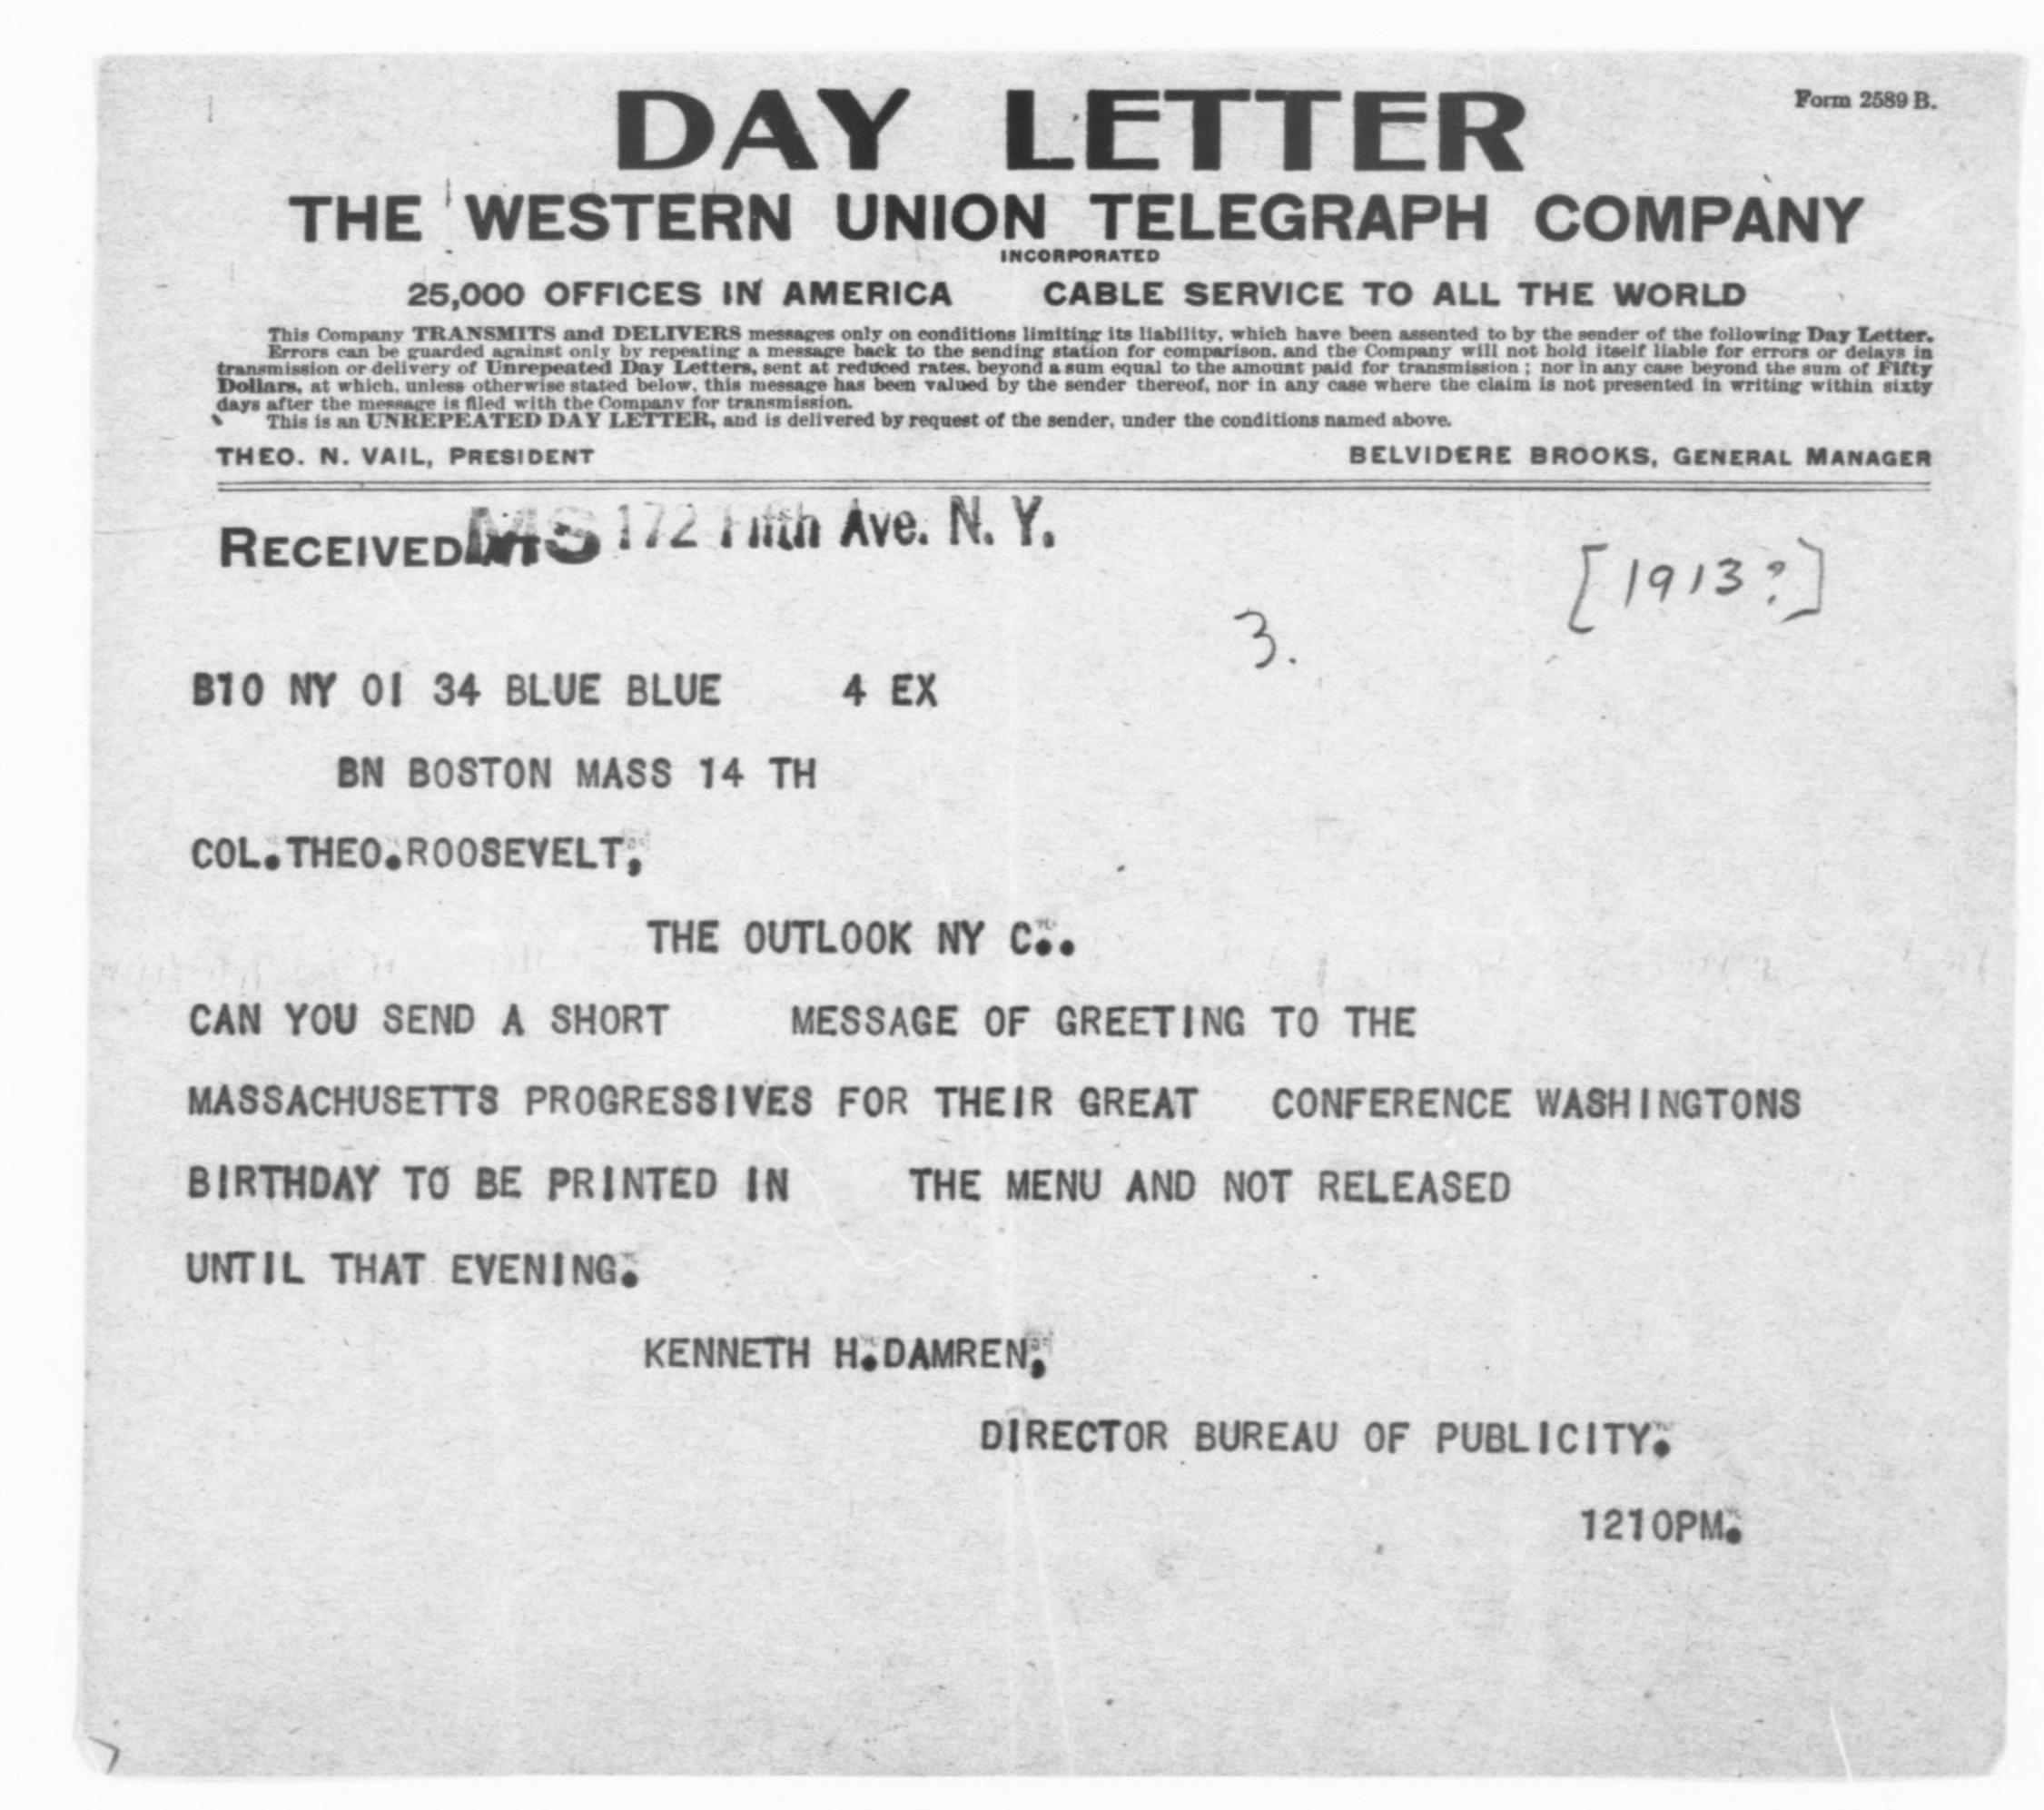 Form 2589 B.
DAY LETTER
THE WESTERN UNION TELEGRAPH COMPANY
INCORPORATED
25,000 OFFICES IN AMERICA CABLE SERVICE TO ALL THE WORLD
This Company TRANSMITS and DELIVERS messages only on conditions limiting its liability, which have been assented to by the sender of the following Day Letter.
Errors can be guarded against only by repeating a message back to the sending station for comparison, and the Company will not hold itself liable for errors or delays in
transmission or delivery of Unrepeated Day Letters, sent at reduced rates, beyond a sum equal to the amount paid for transmission; nor in any case beyond the sum of Fifty
Dollars, at which, unless otherwise stated below, this message has been valued by the sender thereof, nor in any case where the claim is not presented in writing within sixty
days after the message is filed with the Company for transmission.
This is an UNREPEATED DAY LETTER, and is delivered by request of the sender, under the conditions named above.
THEO. N. VAIL, PRESIDENT BELVIDERE BROOKS, GENERAL MANAGER
RECEIVED AT MS 172 Fifth Ave. N. Y.
[1913?]
3.
B10 NY 01 34 BLUE BLUE 4 EX
BN BOSTON MASS 14 TH
COL.THEO.ROOSEVELT,
THE OUTLOOK NY C..
CAN YOU SEND A SHORT MESSAGE OF GREETING TO THE
MASSACHUSETTS PROGRESSIVES FOR THEIR GREAT CONFERENCE WASHINGTONS
BIRTHDAY TO BE PRINTED IN THE MENU AND NOT RELEASED
UNTIL THAT EVENING.
KENNETH H.DAMREN,
DIRECTOR BUREAU OF PUBLICITY.
1210PM.